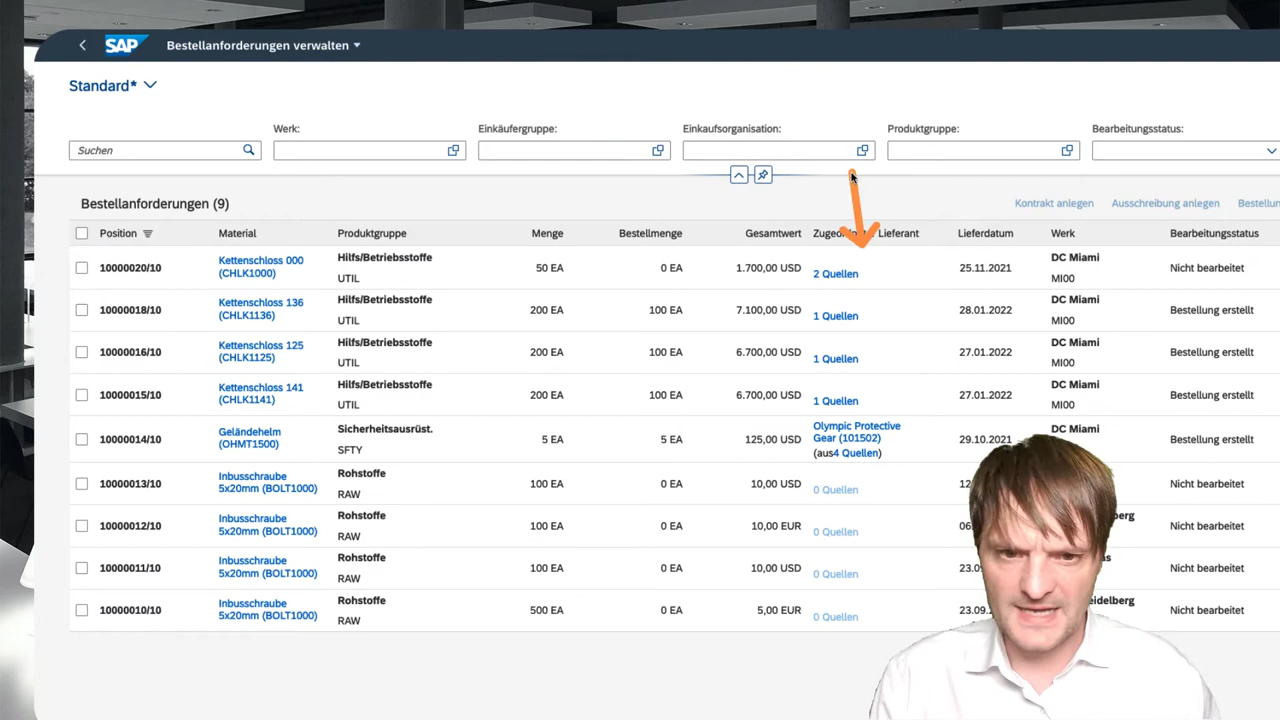 SAP Bestellanforderungen verwalten
Standard*
Werk: Einkäufergruppe: Einkaufsorganisation: Produktgruppe: Bearbeitungsstatus:
Suchen
Bestellanforderungen (9) Kontrakt anlegen Ausschreibung anlegen
Position Material Produktgruppe Menge Bestellmenge Gesamtwert Lieferant Lieferdatum Werk Bearbeitungsstatus
10000020/10 Kettenschloss 000 (CHLK1000) Hilfs/Betriebsstoffe UTIL 50 EA 0 EA 1.700,00 USD 2 Quellen 25.11.2021 DC Miami MI00 Nicht bearbeitet
10000018/10 Kettenschloss 136 (CHLK1136) Hilfs/Betriebsstoffe UTIL 200 EA 100 EA 7.100,00 USD 1 Quellen 28.01.2022 DC Miami MI00 Bestellung erstellt
10000016/10 Kettenschloss 125 (CHLK1125) Hilfs/Betriebsstoffe UTIL 200 EA 100 EA 6.700,00 USD 1 Quellen 27.01.2022 DC Miami MI00 Bestellung erstellt
10000015/10 Kettenschloss 141 (CHLK1141) Hilfs/Betriebsstoffe UTIL 200 EA 100 EA 6.700,00 USD 1 Quellen 27.01.2022 DC Miami MI00 Bestellung erstellt
10000014/10 Geländehelm (OHMT1500) Sicherheitsausrüst. SFTY 5 EA 5 EA 125,00 USD Olympic Protective Gear (101502) (aus4 Quellen) 29.10.2021 DC Miami Bestellung erstellt
10000013/10 Inbusschraube 5x20mm (BOLT1000) Rohstoffe RAW 100 EA 0 EA 10,00 USD 0 Quellen Nicht bearbeitet
10000012/10 Inbusschraube 5x20mm (BOLT1000) Rohstoffe RAW 100 EA 0 EA 10,00 EUR 0 Quellen Nicht bearbeitet
10000011/10 Inbusschraube 5x20mm (BOLT1000) Rohstoffe RAW 100 EA 0 EA 10,00 USD 0 Quellen Nicht bearbeitet
10000010/10 Inbusschraube 5x20mm (BOLT1000) Rohstoffe RAW 500 EA 0 EA 5,00 EUR 0 Quellen Nicht bearbeitet